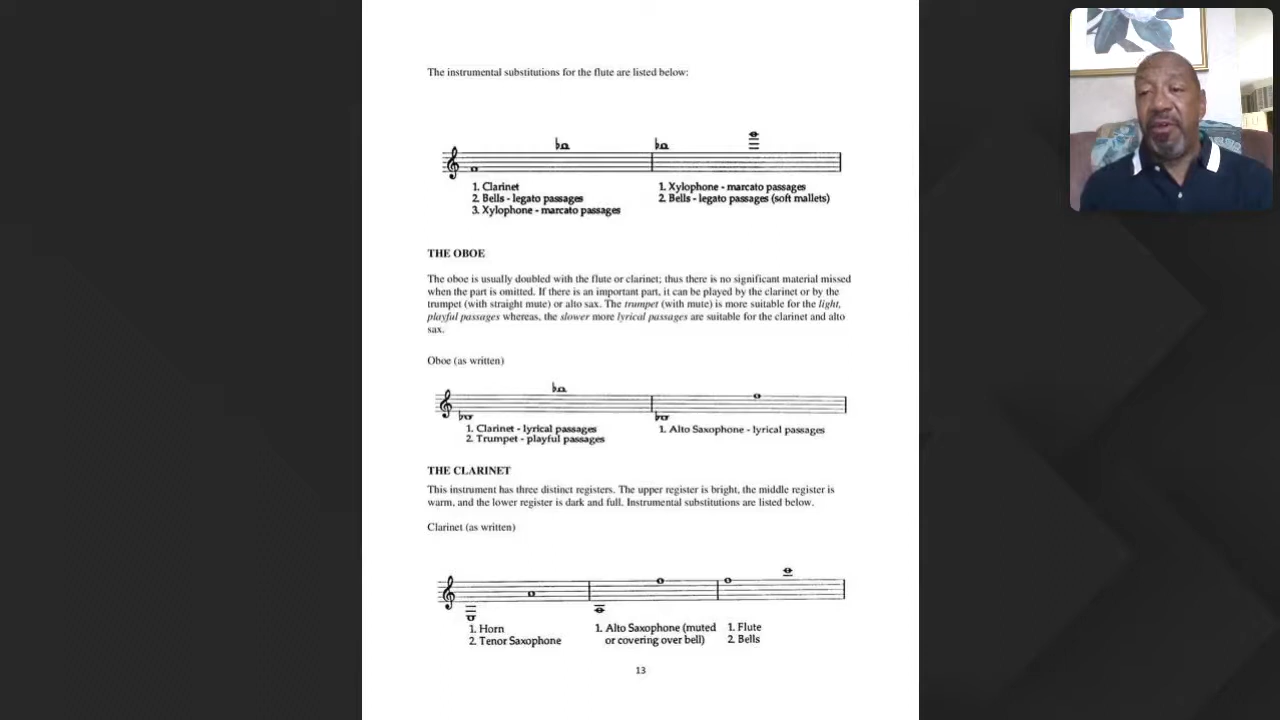 The instrumental substitutions for the flute are listed below:
1. Clarinet
2. Bells - legato passages
3. Xylophone - marcato passages
1. Xylophone - marcato passages
2. Bells - legato passages (soft mallets)
THE OBOE
The oboe is usually doubled with the flute or clarinet; thus there is no significant material missed
when the part is omitted. If there is an important part, it can be played by the clarinet or by the
trumpet (with straight mute) or alto sax. The trumpet (with mute) is more suitable for the light,
playful passages whereas, the slower more lyrical passages are suitable for the clarinet and alto
sax.
Oboe (as written)
1. Clarinet - lyrical passages
2. Trumpet - playful passages
1. Alto Saxophone - lyrical passages
THE CLARINET
This instrument has three distinct registers. The upper register is bright, the middle register is
warm, and the lower register is dark and full. Instrumental substitutions are listed below.
Clarinet (as written)
1. Horn
2. Tenor Saxophone
1. Alto Saxophone (muted
or covering over bell)
1. Flute
2. Bells
13